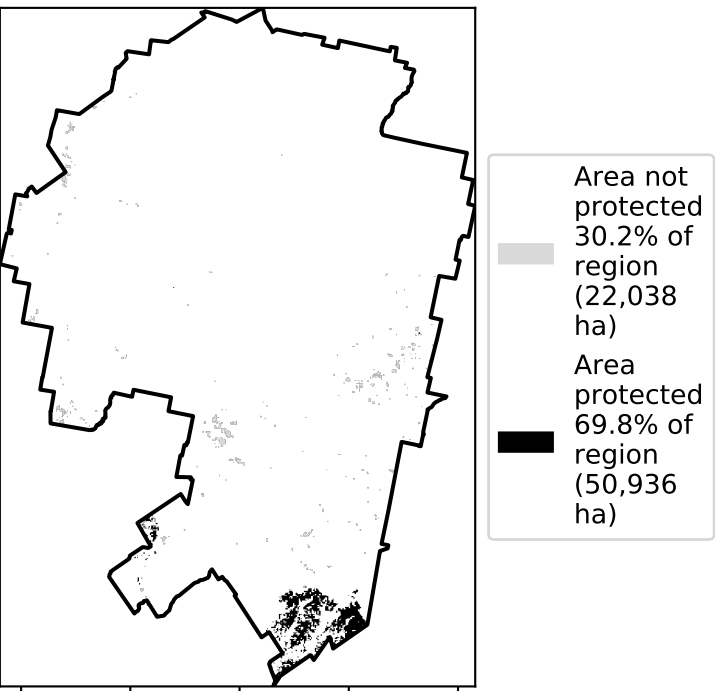 Area not
protected
30.2% of
region
(22,038
ha)
Area
protected
69.8% of
region
(50,936
ha)